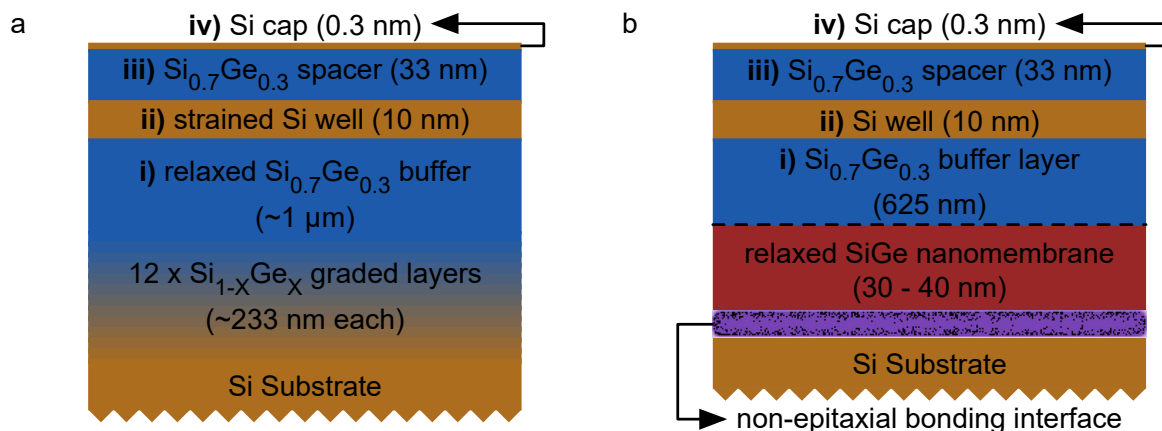 a
iv) Si cap (0.3 nm)
iii) Si0.7Ge0.3 spacer (33 nm)
ii) strained Si well (10 nm)
i) relaxed Si0.7Ge0.3 buffer
(~1 µm)
12 x Si1-XGeX graded layers
(~233 nm each)
Si Substrate
b
iv) Si cap (0.3 nm)
iii) Si0.7Ge0.3 spacer (33 nm)
ii) Si well (10 nm)
i) Si0.7Ge0.3 buffer layer
(625 nm)
relaxed SiGe nanomembrane
(30 - 40 nm)
Si Substrate
non-epitaxial bonding interface